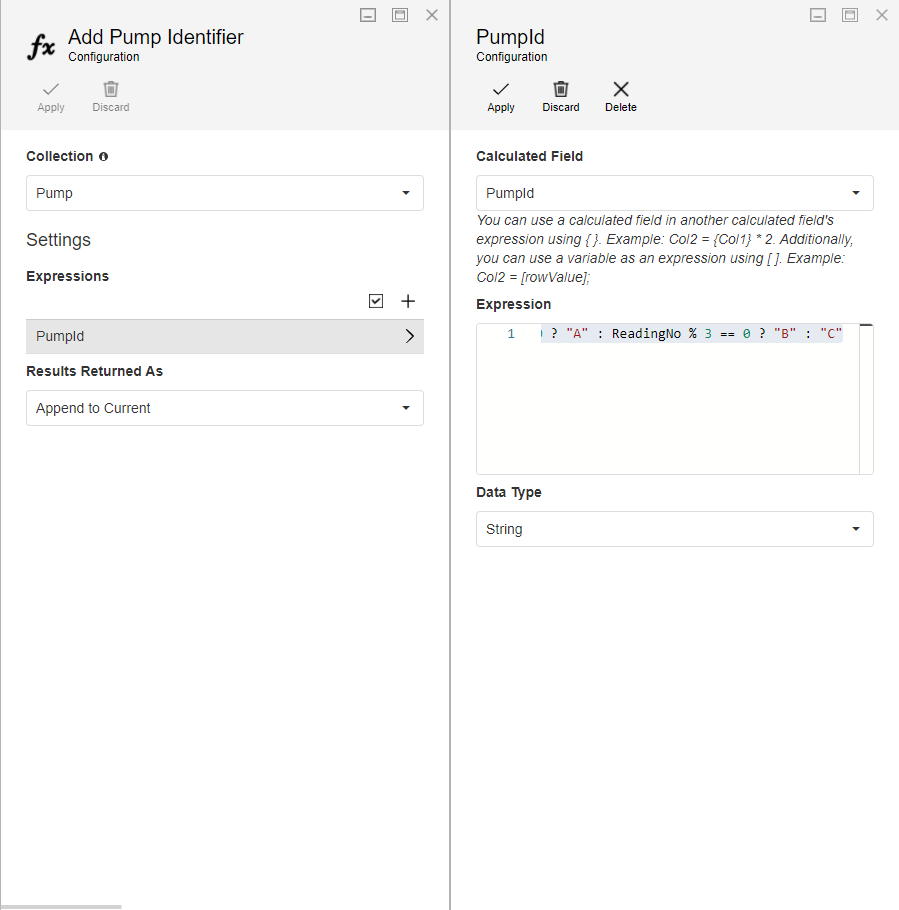 fx
Add Pump Identifier
Configuration
Apply
Discard
Collection
Pump
Settings
Expressions
PumpId
Results Returned As
Append to Current
PumpId
Configuration
Apply
Discard
Delete
Calculated Field
PumpId
You can use a calculated field in another calculated field's
expression using { }. Example: Col2 = {Col1} * 2. Additionally,
you can use a variable as an expression using [ ]. Example:
Col2 = [rowValue];
Expression
1 ? "A" : ReadingNo % 3 == 0 ? "B" : "C"
Data Type
String